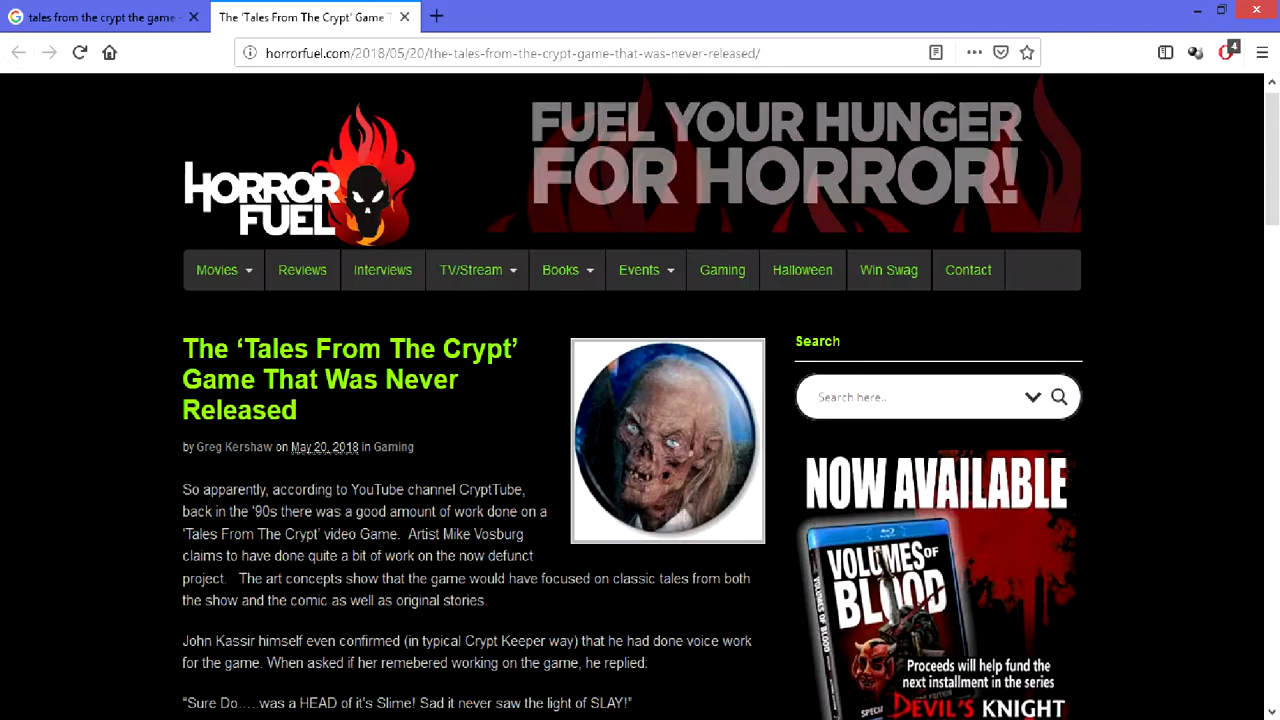 tales from the crypt the game -
The 'Tales From The Crypt' Game T
horrorfuel.com/2018/05/20/the-tales-from-the-crypt-game-that-was-never-released/
4
FUEL YOUR HUNGER
FOR HORROR!
HORROR
FUEL
Movies Reviews Interviews TV/Stream Books Events Gaming Halloween Win Swag Contact
The ‘Tales From The Crypt’
Game That Was Never
Released
by Greg Kershaw on May 20, 2018 in Gaming
So apparently, according to YouTube channel CryptTube,
back in the '90s there was a good amount of work done on a
'Tales From The Crypt' video Game. Artist Mike Vosburg
claims to have done quite a bit of work on the now defunct
project. The art concepts show that the game would have focused on classic tales from both
the show and the comic as well as original stories.
John Kassir himself even confirmed (in typical Crypt Keeper way) that he had done voice work
for the game. When asked if her remebered working on the game, he replied:
“Sure Do.....was a HEAD of it's Slime! Sad it never saw the light of SLAY!”
Search
Search here..
NOW AVAILABLE
VOLUMES OF
BLOOD
Proceeds will help fund the
next installment in the series
DEVIL'S KNIGHT